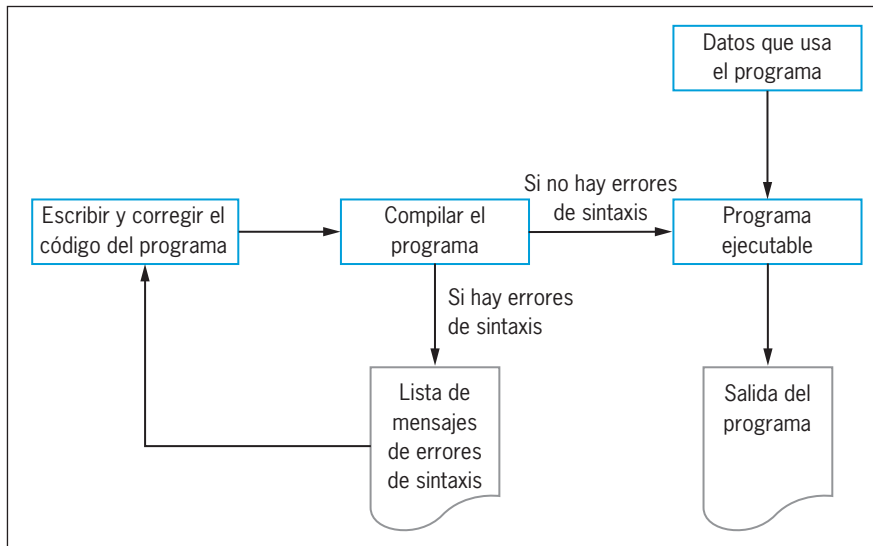 Datos que usa
el programa
Si no hay errores
de sintaxis
Escribir y corregir el
código del programa
Compilar el
programa
Programa
ejecutable
Si hay errores
de sintaxis
Lista de
mensajes
de errores
de sintaxis
Salida del
programa